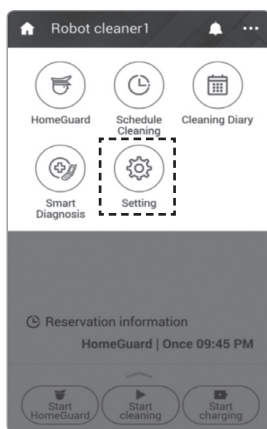 Robot cleaner1
HomeGuard
Schedule
Cleaning
Cleaning Diary
Smart
Diagnosis
Setting
Reservation information
HomeGuard | Once 09:45 PM
Start
HomeGuard
Start
cleaning
Start
charging